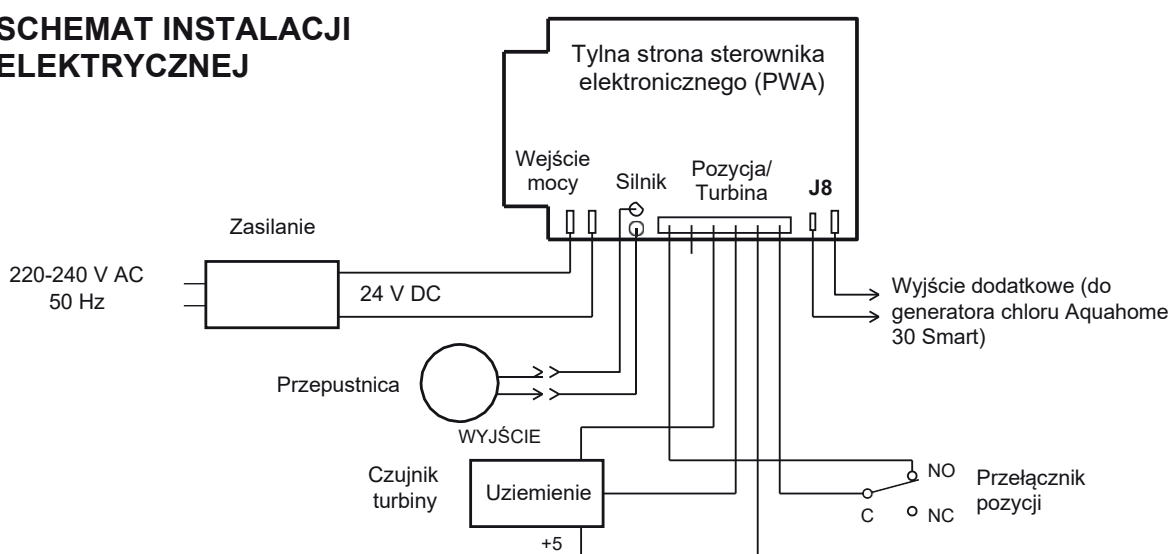 SCHEMAT INSTALACJI
ELEKTRYCZNEJ
Tylna strona sterownika
elektronicznego (PWA)
Wejście
mocy
Silnik
Pozycja/
Turbina
J8
Zasilanie
220-240 V AC
50 Hz
24 V DC
Wyjście dodatkowe (do
generatora chloru Aquahome
30 Smart)
Przepustnica
WYJŚCIE
Czujnik
turbiny
Uziemienie
+5
NO
C
NC
Przełącznik
pozycji